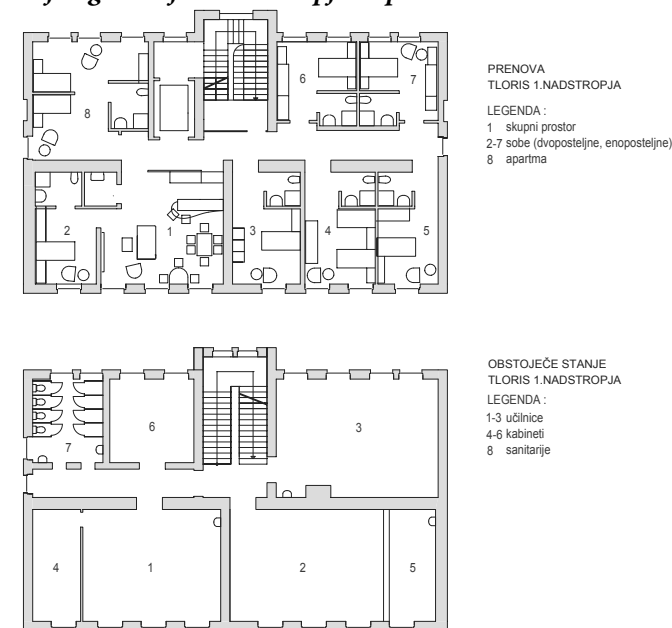 6
7
8
2
1
3
4
5
PRENOVA
TLORIS 1.NADSTROPJA
LEGENDA :
1 skupni prostor
2-7 sobe (dvoposteljne, enoposteljne)
8 apartma
6
3
7
4
1
2
5
OBSTOJEČE STANJE
TLORIS 1.NADSTROPJA
LEGENDA :
1-3 učilnice
4-6 kabineti
8 sanitarije